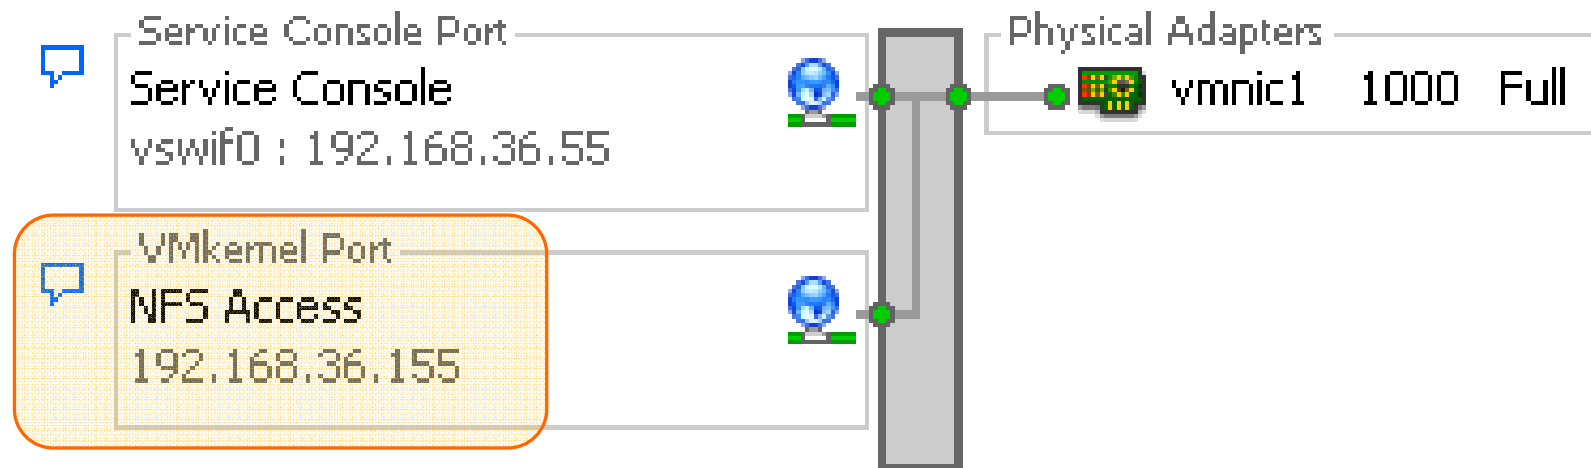 Service Console Port
Service Console
vswif0 : 192.168.36.55
Physical Adapters
vmnic1 1000 Full
VMkernel Port
NFS Access
192.168.36.155